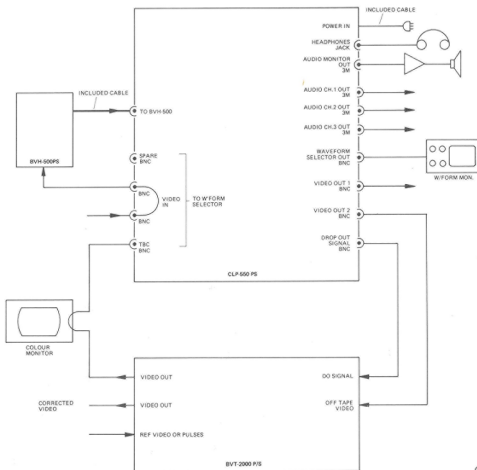 INCLUDED CABLE
POWER IN
HEADPHONES
JACK
AUDIO MONITOR
OUT
3M
INCLUDED CABLE
TO BVH-500
AUDIO CH.1 OUT
3M
AUDIO CH.2 OUT
3M
AUDIO CH.3 OUT
3M
BVH-500PS
SPARE
BNC
WAVEFORM
SELECTOR OUT
BNC
W/FORM MON.
BNC
VIDEO
IN
TO W'FORM
SELECTOR
BNC
VIDEO OUT 1
BNC
VIDEO OUT 2
BNC
TBC
BNC
DROP OUT
SIGNAL
BNC
CLP-550 PS
COLOUR
MONITOR
VIDEO OUT
DO SIGNAL
CORRECTED
VIDEO
VIDEO OUT
OFF TAPE
VIDEO
REF VIDEO OR PULSES
BVT-2000 P/S